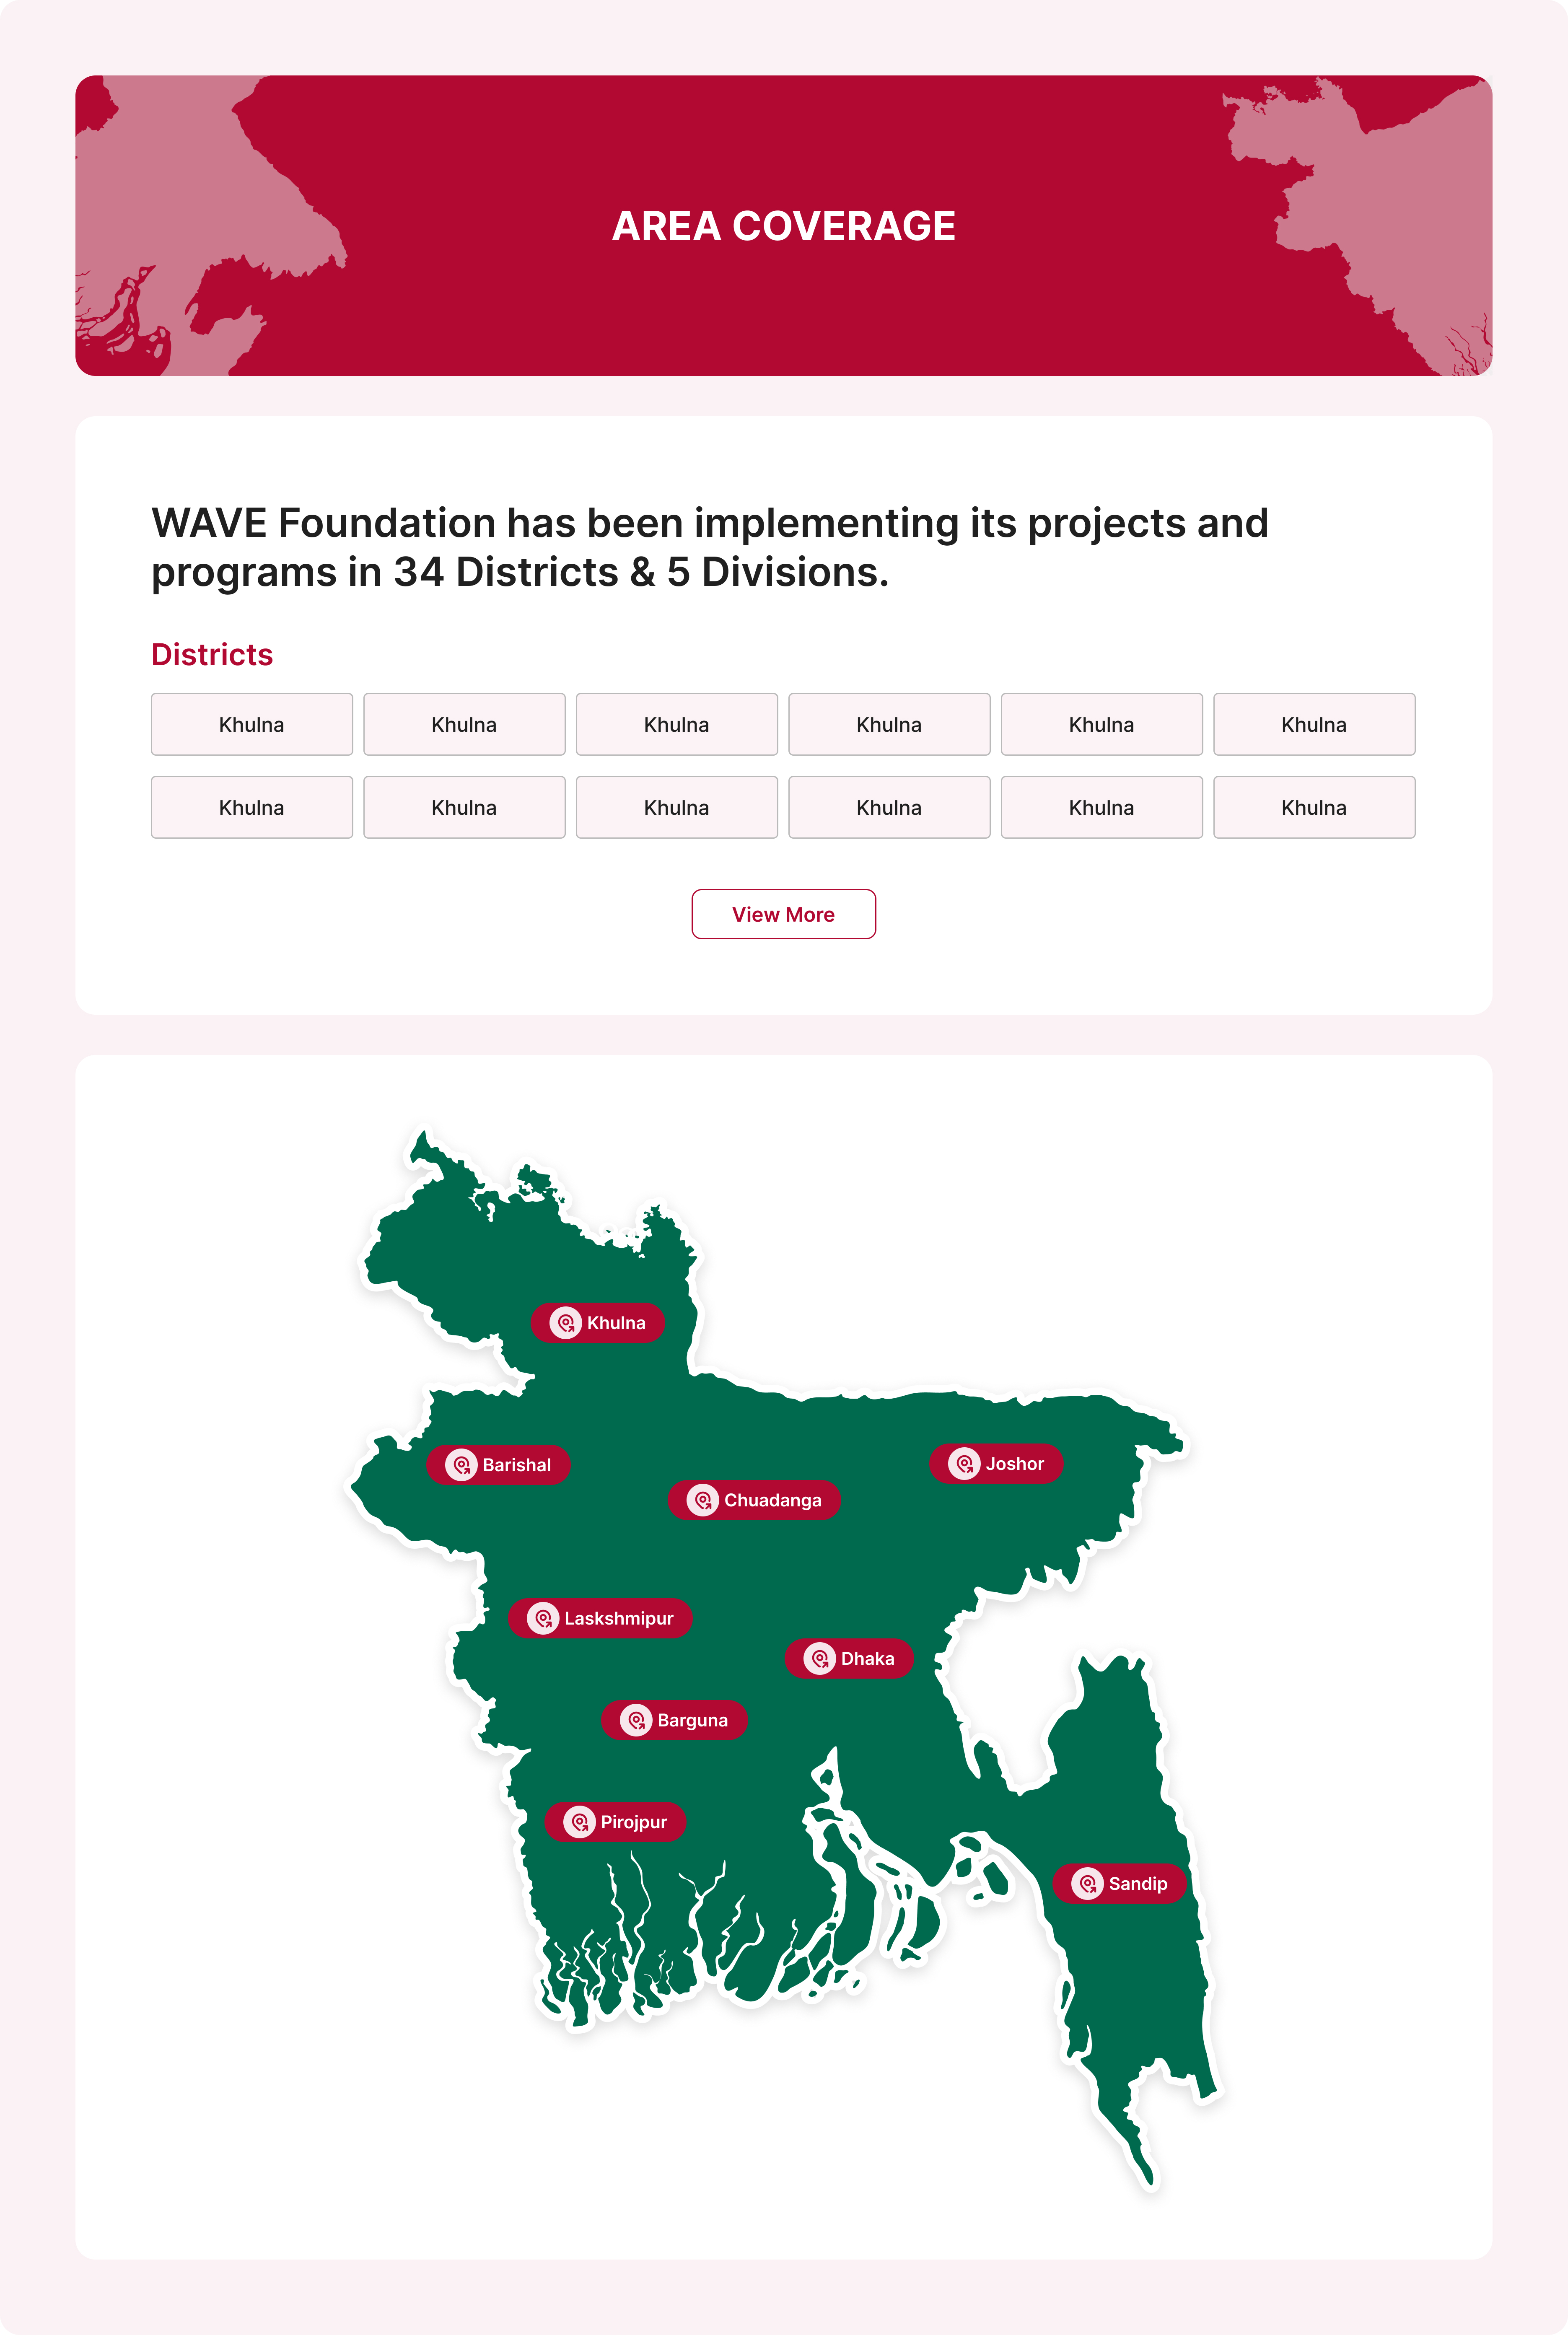 AREA COVERAGE
WAVE Foundation has been implementing its projects and
programs in 34 Districts & 5 Divisions.
Districts
Khulna Khulna Khulna Khulna Khulna Khulna
Khulna Khulna Khulna Khulna Khulna Khulna
View More
Khulna
Barishal
Joshor
Chuadanga
Laskshmipur
Dhaka
Barguna
Pirojpur
Sandip